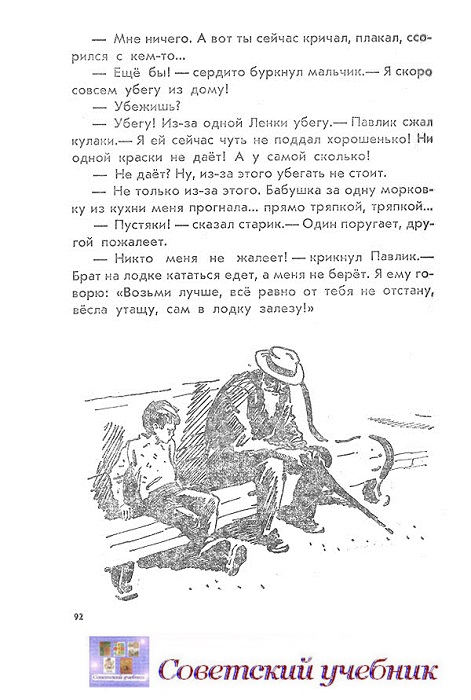 — Мне ничего. А вот ты сейчас кричал, плакал, ссо-
рился с кем-то...
— Ещё бы! — сердито буркнул мальчик.— Я скоро
совсем убегу из дому!
— Убежишь?
— Убегу! Из-за одной Ленки убегу.— Павлик сжал
кулаки.— Я ей сейчас чуть не поддал хорошенько! Ни
одной краски не даёт! А у самой сколько!
— Не даёт? Ну, из-за этого убегать не стоит.
— Не только из-за этого. Бабушка за одну морков-
ку из кухни меня прогнала... прямо тряпкой, тряпкой...
— Пустяки! — сказал старик.— Один поругает, дру-
гой пожалеет.
— Никто меня не жалеет! — крикнул Павлик.—
Брат на лодке кататься едет, а меня не берёт. Я ему го-
ворю: «Возьми лучше, всё равно от тебя не отстану,
вёсла утащу, сам в лодку залезу!»
92
Советский учебник
Советский учебник